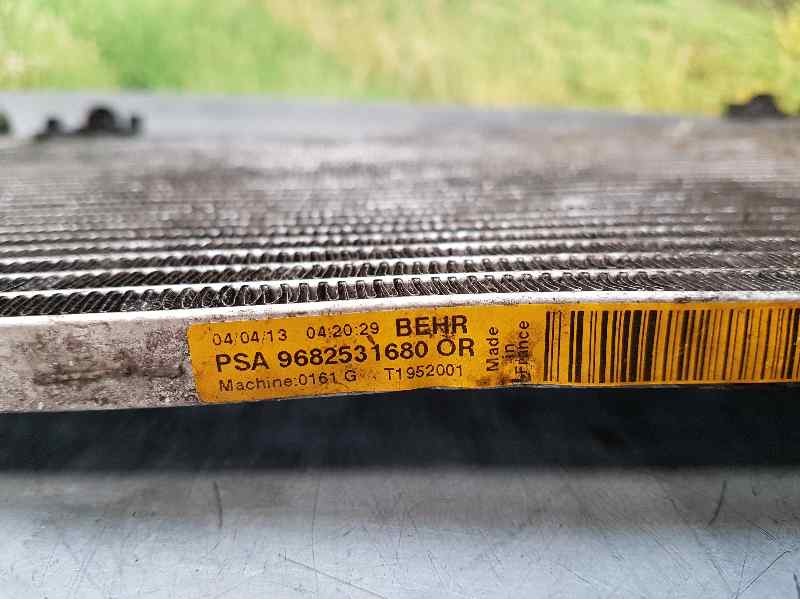 04/04/13 04:20:29 BEHR
PSA 9682531680 OR
Machine:0161 G T1952001
Made
in
France